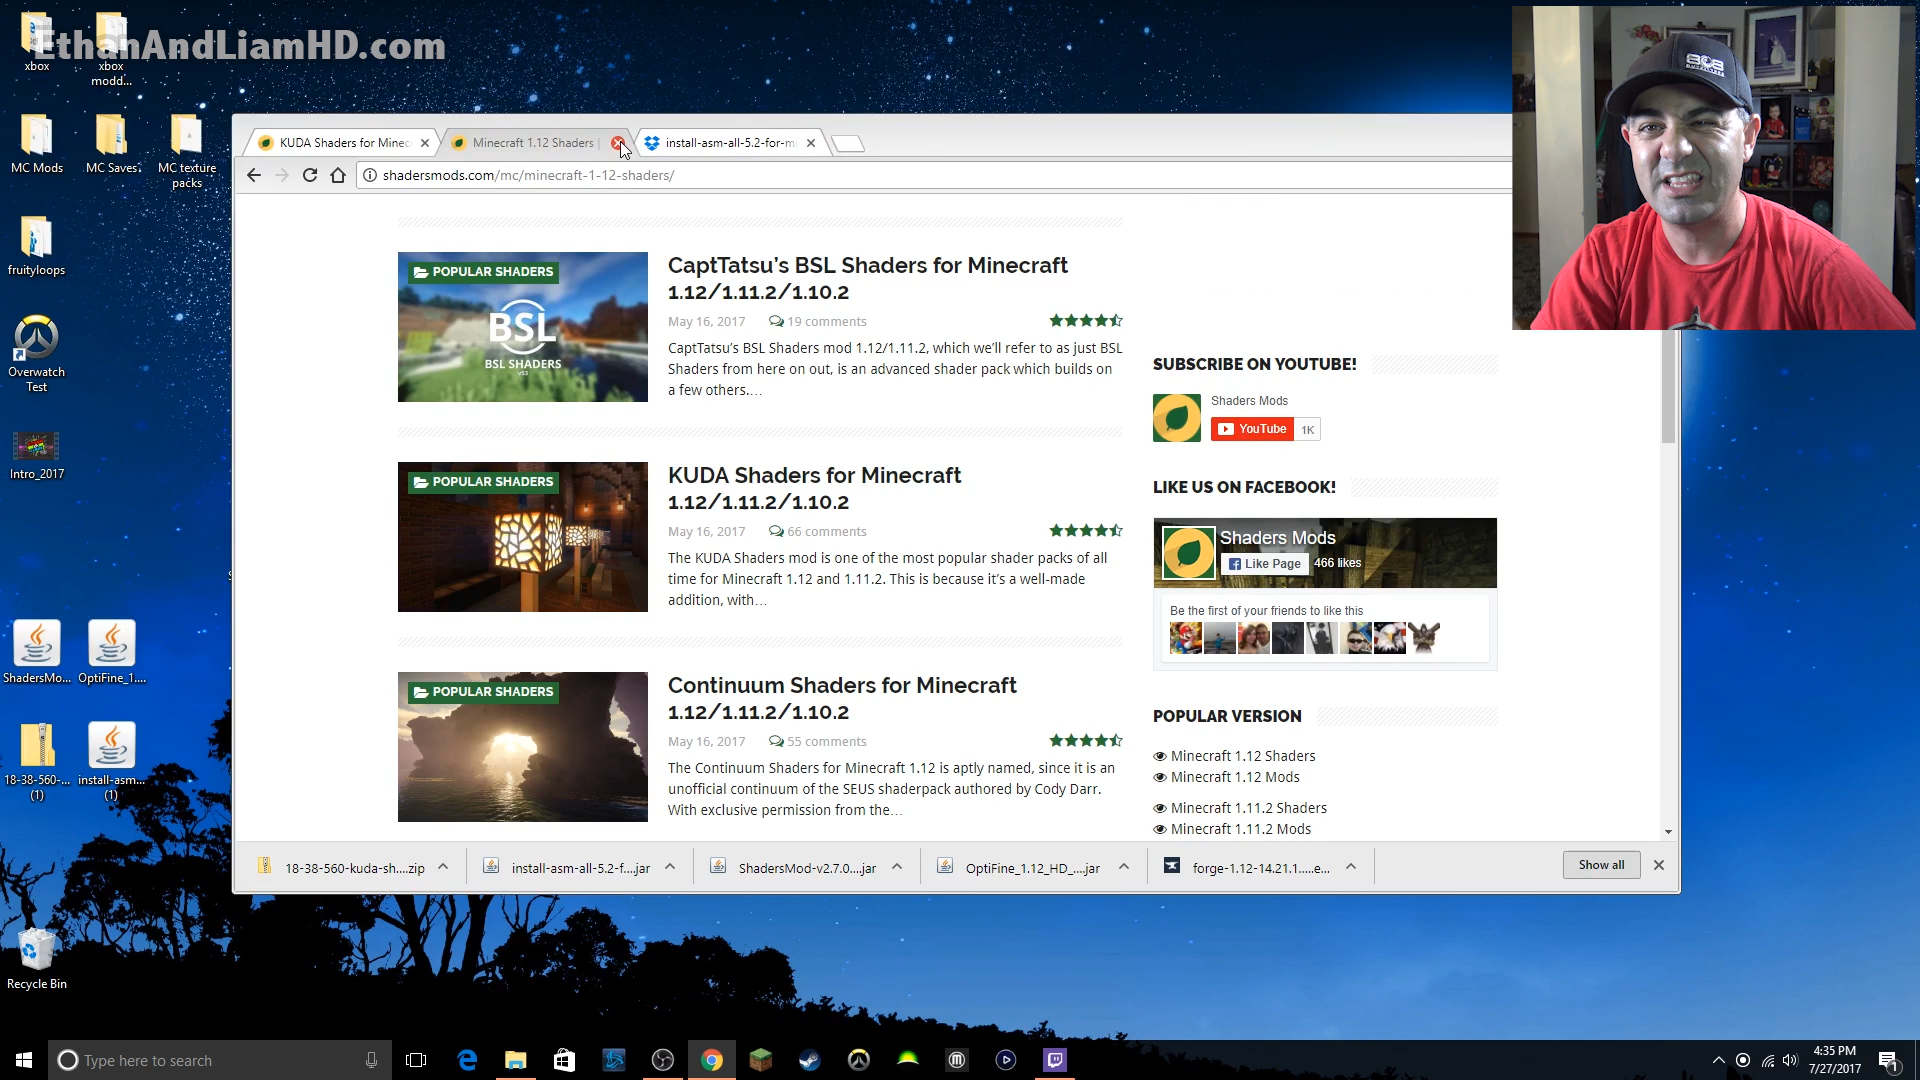 EthanAndLiamHD.com
xbox
xbox
modd...
MC Mods
MC Saves
MC texture
packs
fruityloops
Overwatch
Test
Intro_2017
ShadersMo...
OptiFine_1....
18-38-560-...
(1)
install-asm...
(1)
Recycle Bin
KUDA Shaders for Minec
Minecraft 1.12 Shaders |
install-asm-all-5.2-for-m
shadersmods.com/mc/minecraft-1-12-shaders/
POPULAR SHADERS
BSL
BSL SHADERS
CaptTatsu’s BSL Shaders for Minecraft
1.12/1.11.2/1.10.2
May 16, 2017 19 comments
CaptTatsu’s BSL Shaders mod 1.12/1.11.2, which we’ll refer to as just BSL
Shaders from here on out, is an advanced shader pack which builds on
a few others.…
POPULAR SHADERS
KUDA Shaders for Minecraft
1.12/1.11.2/1.10.2
May 16, 2017 66 comments
The KUDA Shaders mod is one of the most popular shader packs of all
time for Minecraft 1.12 and 1.11.2. This is because it’s a well-made
addition, with…
POPULAR SHADERS
Continuum Shaders for Minecraft
1.12/1.11.2/1.10.2
May 16, 2017 55 comments
The Continuum Shaders for Minecraft 1.12 is aptly named, since it is an
unofficial continuum of the SEUS shaderpack authored by Cody Darr.
With exclusive permission from the…
SUBSCRIBE ON YOUTUBE!
Shaders Mods
YouTube 1K
LIKE US ON FACEBOOK!
Shaders Mods
Like Page 466 likes
Be the first of your friends to like this
POPULAR VERSION
Minecraft 1.12 Shaders
Minecraft 1.12 Mods
Minecraft 1.11.2 Shaders
Minecraft 1.11.2 Mods
18-38-560-kuda-sh....zip
install-asm-all-5.2-f....jar
ShadersMod-v2.7.0....jar
OptiFine_1.12_HD_....jar
forge-1.12-14.21.1.....e...
Show all
Type here to search
4:35 PM
7/27/2017